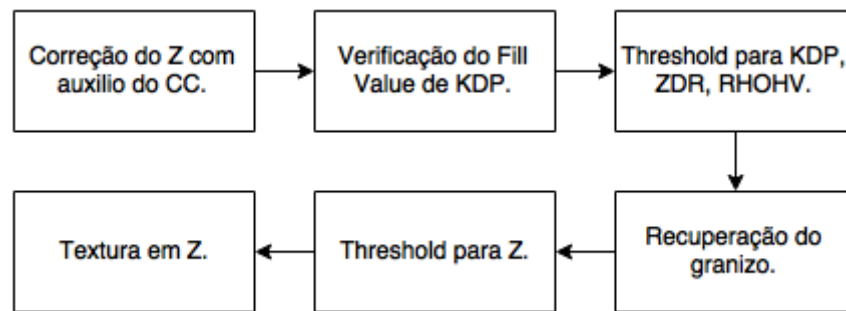 Correção do Z com
auxilio do CC.
Verificação do Fill
Value de KDP.
Threshold para KDP,
ZDR, RHOHV.
Recuperação do
granizo.
Threshold para Z.
Textura em Z.